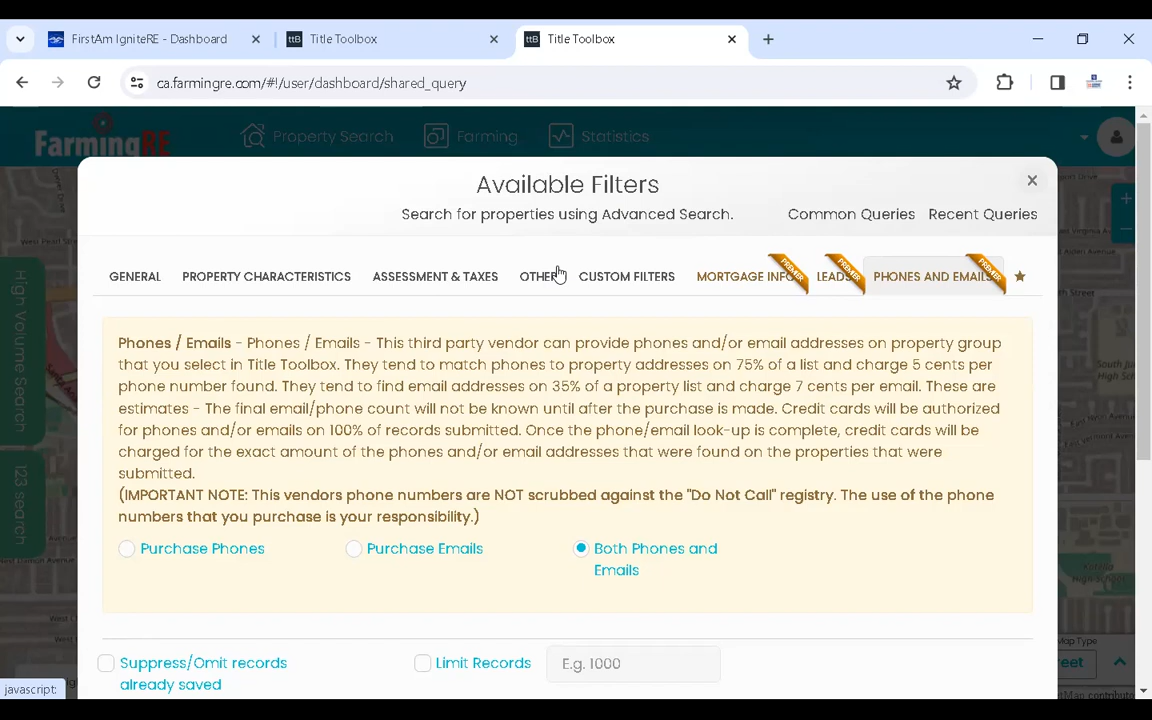 FirstAm IgniteRE - Dashboard
Title Toolbox
Title Toolbox
ca.farmingre.com/#!/user/dashboard/shared_query
FarmingRE
Property Search
Farming
Statistics
Available Filters
Search for properties using Advanced Search.
Common Queries
Recent Queries
GENERAL
PROPERTY CHARACTERISTICS
ASSESSMENT & TAXES
OTHER
CUSTOM FILTERS
MORTGAGE INFO
PREMIER
LEADS
PREMIER
PHONES AND EMAILS
PREMIER
Phones / Emails - Phones / Emails - This third party vendor can provide phones and/or email addresses on property group
that you select in Title Toolbox. They tend to match phones to property addresses on 75% of a list and charge 5 cents per
phone number found. They tend to find email addresses on 35% of a property list and charge 7 cents per email. These are
estimates - The final email/phone count will not be known until after the purchase is made. Credit cards will be authorized
for phones and/or emails on 100% of records submitted. Once the phone/email look-up is complete, credit cards will be
charged for the exact amount of the phones and/or email addresses that were found on the properties that were
submitted.
(IMPORTANT NOTE: This vendors phone numbers are NOT scrubbed against the "Do Not Call" registry. The use of the phone
numbers that you purchase is your responsibility.)
Purchase Phones
Purchase Emails
Both Phones and
Emails
Suppress/Omit records
already saved
Limit Records
E.g. 1000
High Volume Search
123 search
Map Type
javascript: